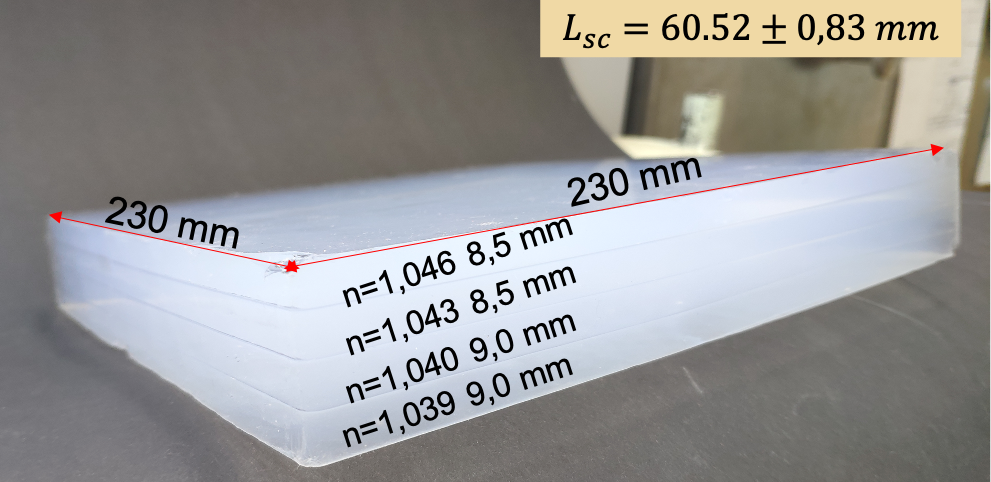 L_sc = 60.52 ± 0,83 mm
230 mm
230 mm
n=1,046 8,5 mm
n=1,043 8,5 mm
n=1,040 9,0 mm
n=1,039 9,0 mm